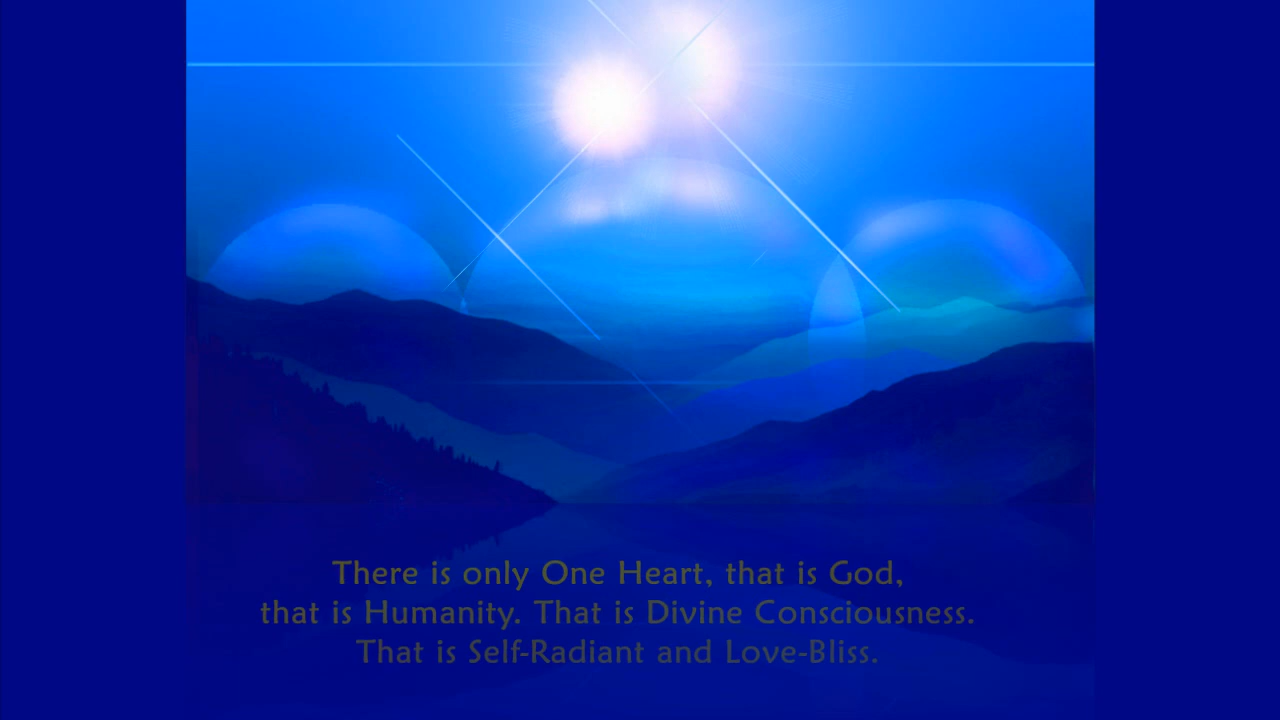 There is only One Heart, that is God,
that is Humanity. That is Divine Consciousness.
That is Self-Radiant and Love-Bliss.